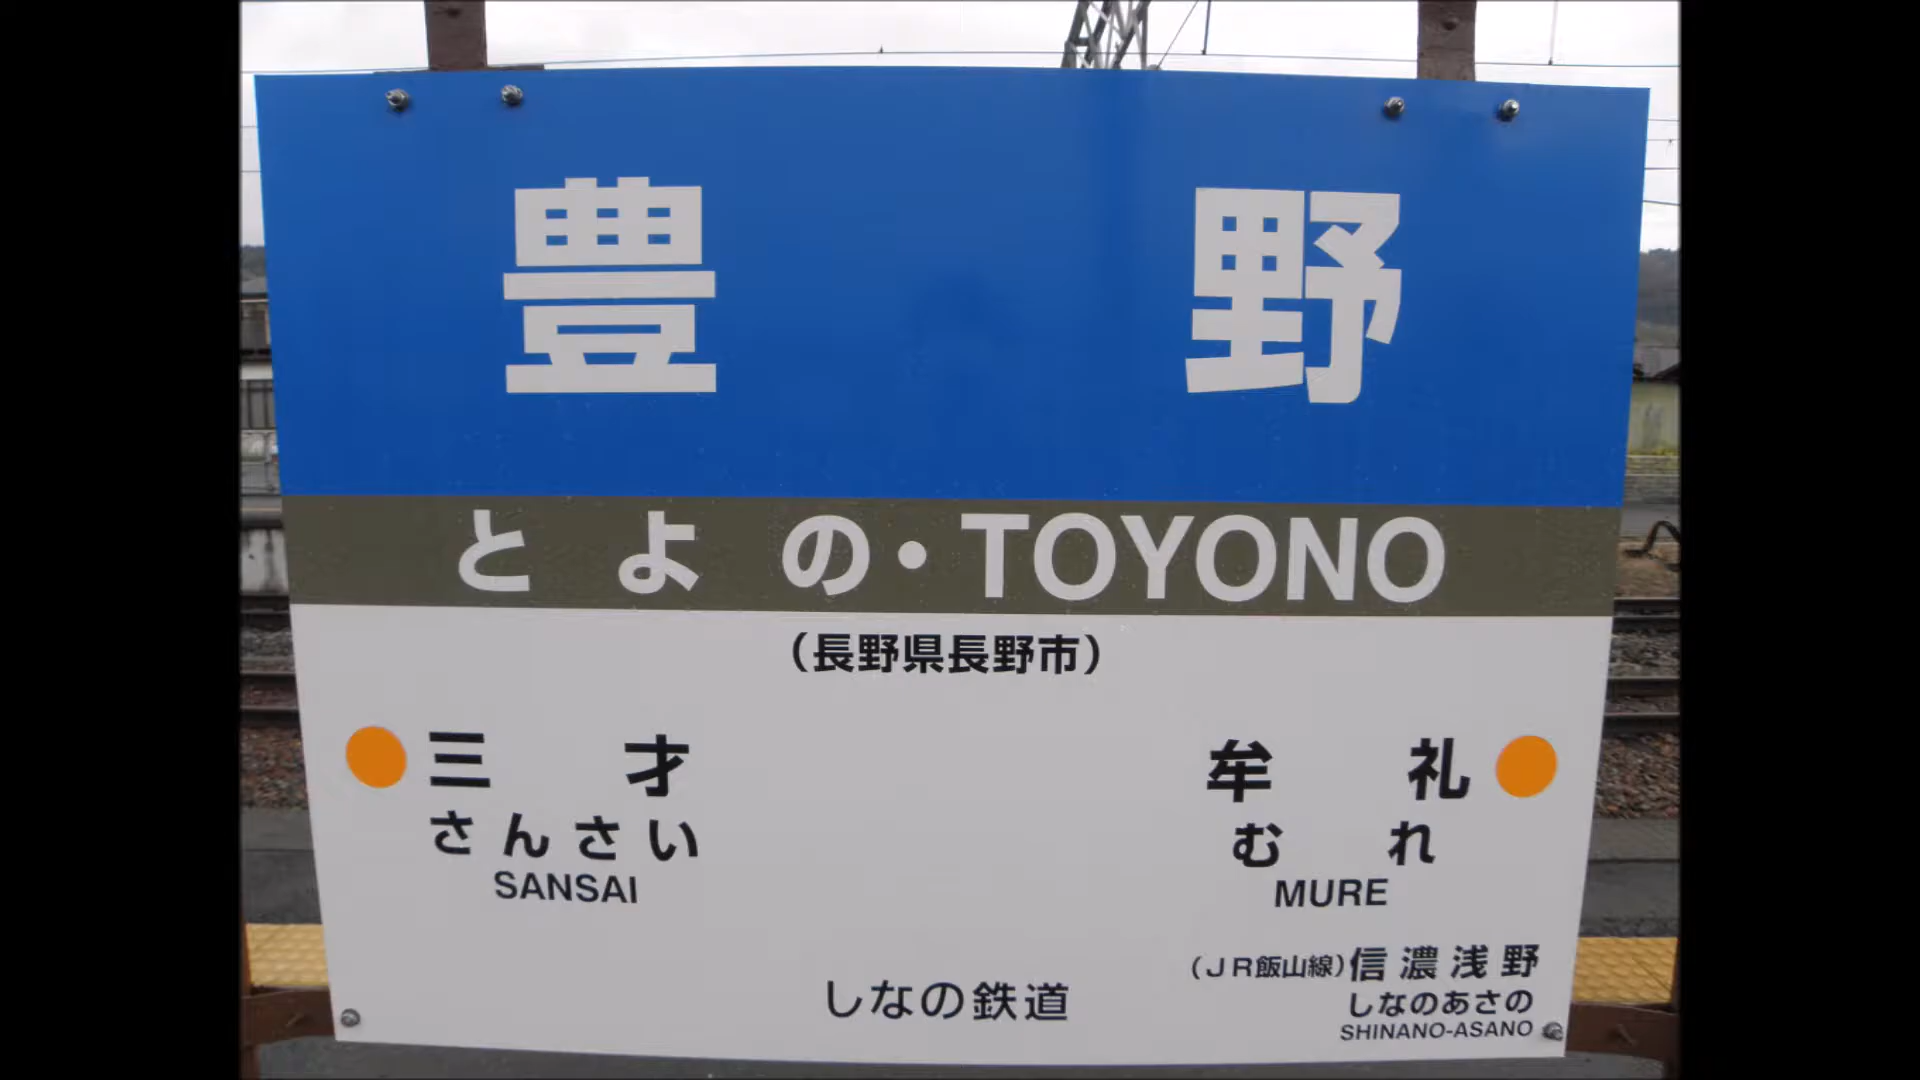 豊野
とよの・TOYONO
(長野県長野市)
三才
さんさい
SANSAI
牟礼
むれ
MURE
(JR飯山線)信濃浅野
しなのあさの
SHINANO-ASANO
しなの鉄道